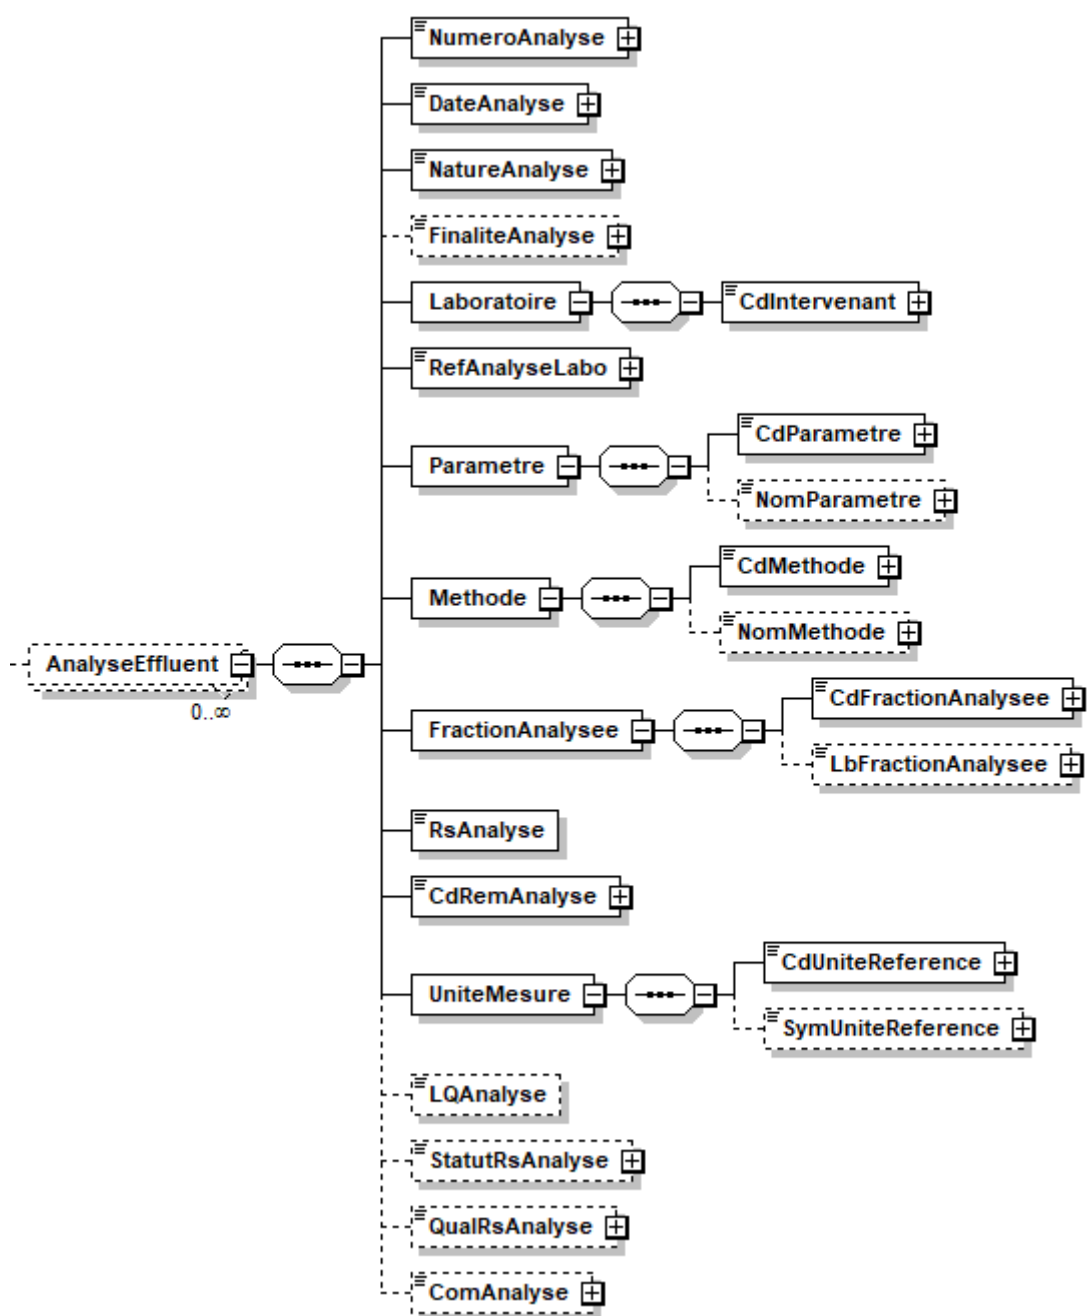 NumeroAnalyse
DateAnalyse
NatureAnalyse
FinaliteAnalyse
Laboratoire
CdIntervenant
RefAnalyseLabo
Parametre
CdParametre
NomParametre
Methode
CdMethode
NomMethode
AnalyseEffluent
0..∞
FractionAnalysee
CdFractionAnalysee
LbFractionAnalysee
RsAnalyse
CdRemAnalyse
UniteMesure
CdUniteReference
SymUniteReference
LQAnalyse
StatutRsAnalyse
QualRsAnalyse
ComAnalyse